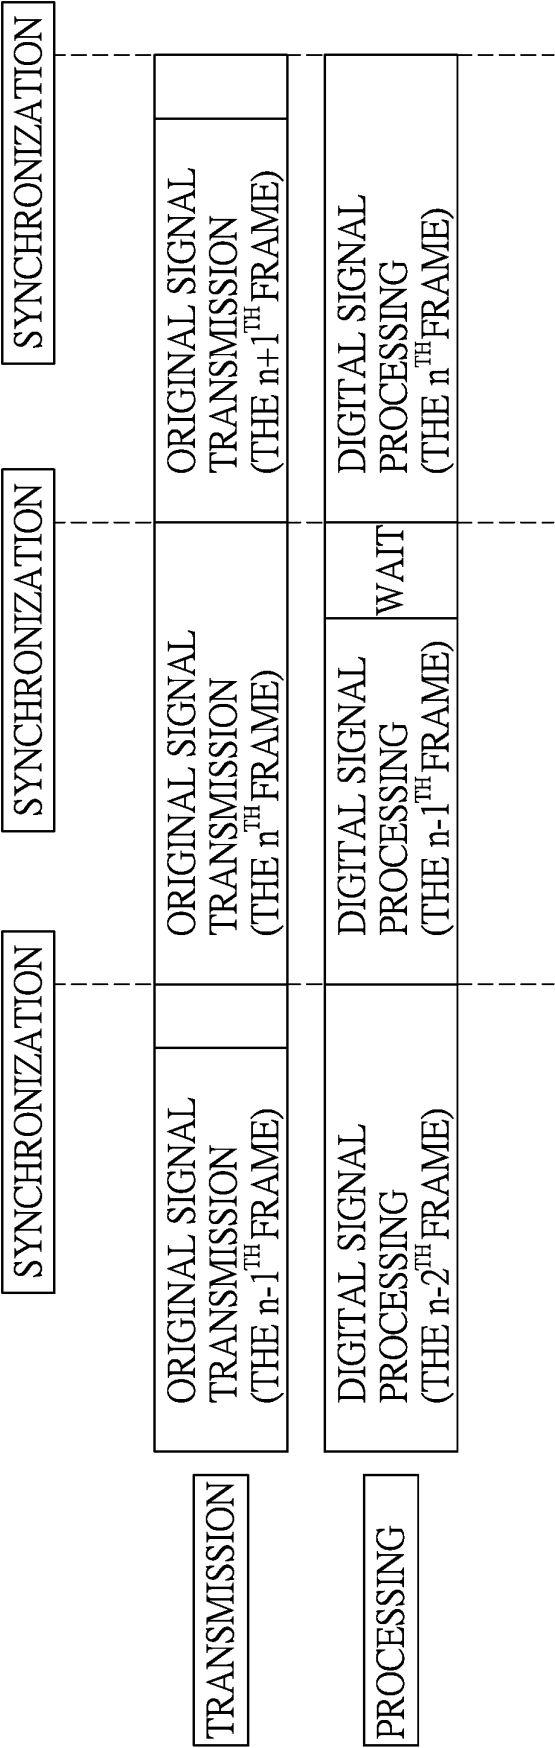 SYNCHRONIZATION
SYNCHRONIZATION
SYNCHRONIZATION
TRANSMISSION
ORIGINAL SIGNAL
TRANSMISSION
(THE n-1TH FRAME)
ORIGINAL SIGNAL
TRANSMISSION
(THE nTH FRAME)
ORIGINAL SIGNAL
TRANSMISSION
(THE n+1TH FRAME)
PROCESSING
DIGITAL SIGNAL
PROCESSING
(THE n-2TH FRAME)
DIGITAL SIGNAL
PROCESSING
(THE n-1TH FRAME)
WAIT
DIGITAL SIGNAL
PROCESSING
(THE nTH FRAME)